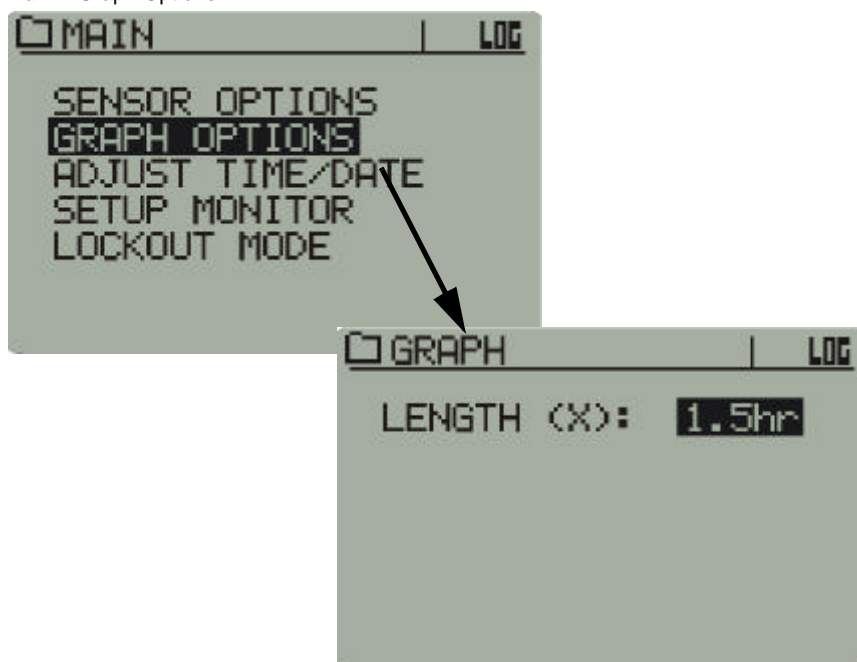 MAIN LOG
SENSOR OPTIONS
GRAPH OPTIONS
ADJUST TIME/DATE
SETUP MONITOR
LOCKOUT MODE
GRAPH LOG
LENGTH (X): 1.5hr